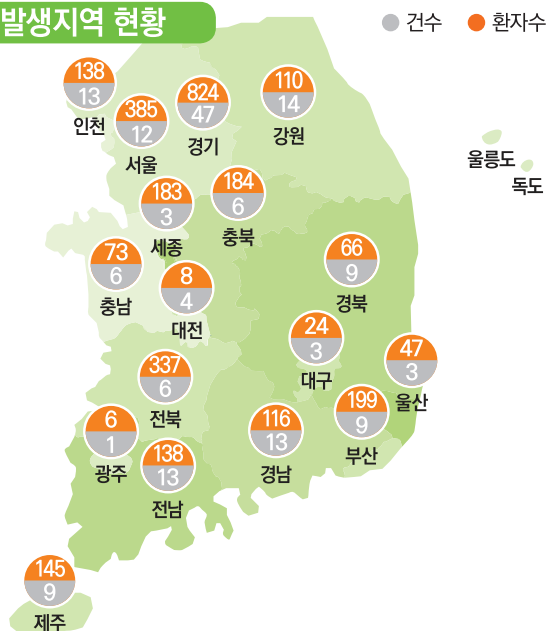 발생지역 현황
건수
환자수
138
13
인천
385
12
서울
824
47
경기
110
14
강원
울릉도
독도
183
3
세종
184
6
충북
73
6
충남
8
4
대전
66
9
경북
24
3
대구
47
3
울산
337
6
전북
199
9
부산
6
1
광주
138
13
전남
116
13
경남
145
9
제주